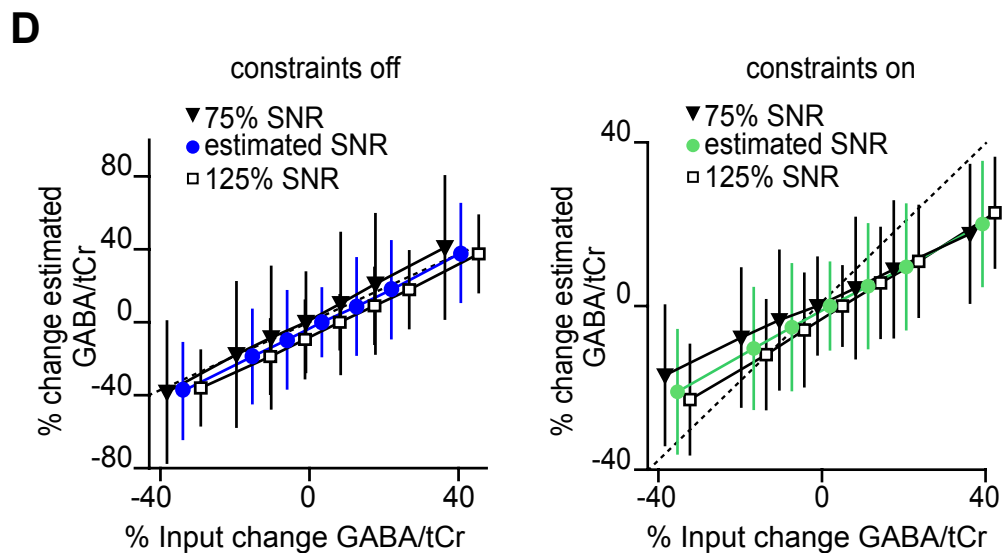 D
constraints off
75% SNR
estimated SNR
125% SNR
% change estimated
GABA/tCr
80
40
0
-40
-80
-40
0
40
% Input change GABA/tCr
constraints on
75% SNR
estimated SNR
125% SNR
% change estimated
GABA/tCr
40
0
-40
-40
0
40
% Input change GABA/tCr